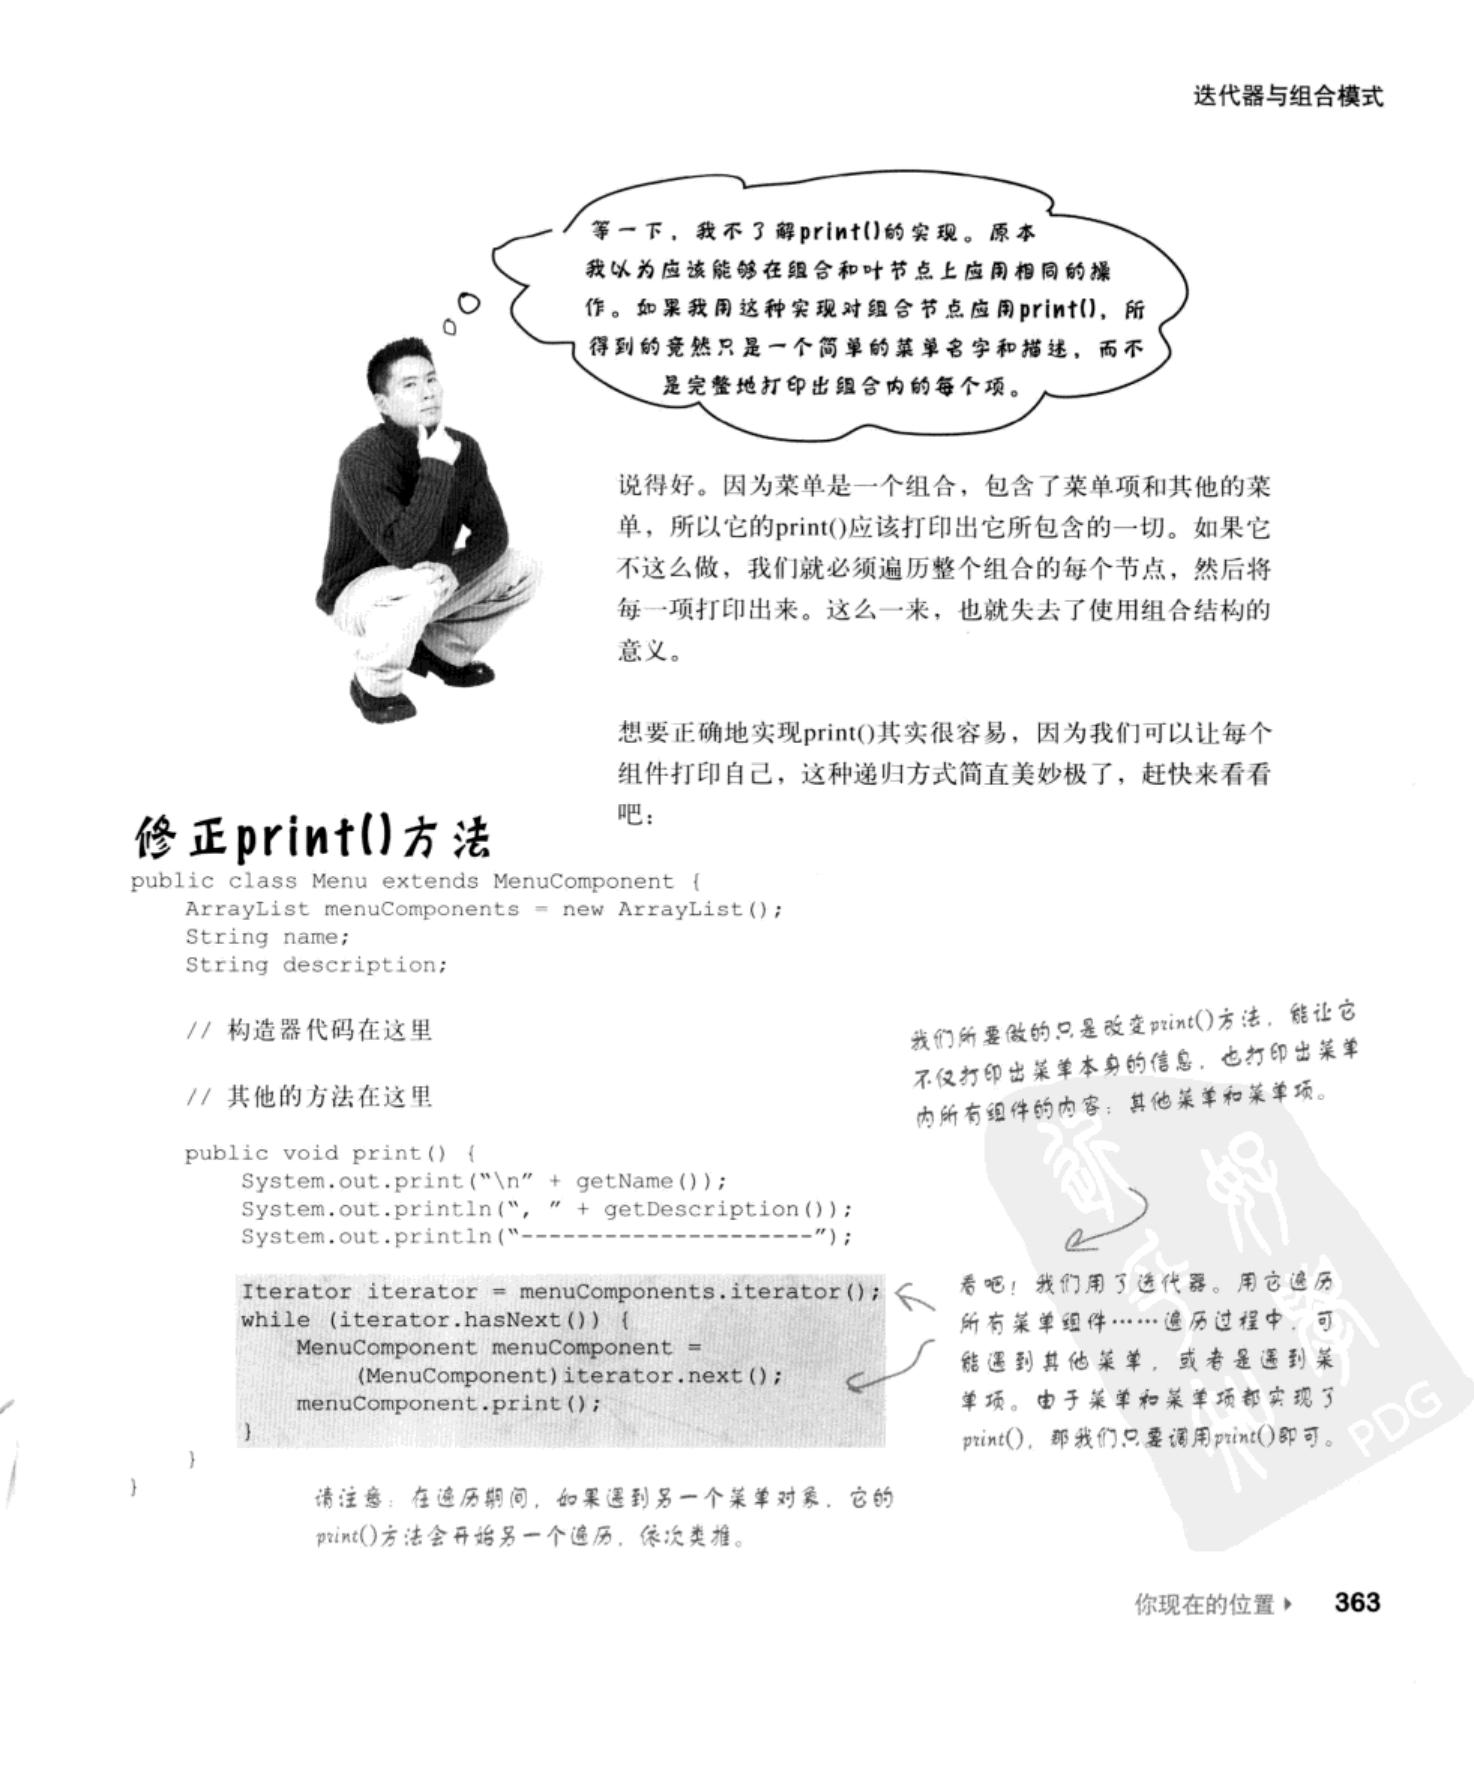 迭代器与组合模式
等一下，我不了解print()的实现。原本
我以为应该能够在组合和叶节点上应用相同的操
作。如果我用这种实现对组合节点应用print()，所
得到的竟然只是一个简单的菜单名字和描述，而不
是完整地打印出组合内的每个项。
说得好。因为菜单是一个组合，包含了菜单项和其他的菜
单，所以它的print()应该打印出它所包含的一切。如果它
不这么做，我们就必须遍历整个组合的每个节点，然后将
每一项打印出来。这么一来，也就失去了使用组合结构的
意义。
想要正确地实现print()其实很容易，因为我们可以让每个
组件打印自己，这种递归方式简直美妙极了，赶快来看看
吧：
修正print()方法
public class Menu extends MenuComponent {
ArrayList menuComponents = new ArrayList();
String name;
String description;
// 构造器代码在这里
// 其他的方法在这里
我们所要做的只是改变print()方法，能让它
不仅打印出菜单本身的信息，也打印出菜单
内所有组件的内容：其他菜单和菜单项。
public void print() {
System.out.print(“\n” + getName());
System.out.println(“, ” + getDescription());
System.out.println(“---------------------”);
Iterator iterator = menuComponents.iterator();
while (iterator.hasNext()) {
MenuComponent menuComponent =
(MenuComponent)iterator.next();
menuComponent.print();
}
}
}
看吧！我们用了迭代器。用它遍历
所有菜单组件……遍历过程中，可
能遇到其他菜单，或者是遇到菜
单项。由于菜单和菜单项都实现了
print()，那我们只要调用print()即可。
PDG
请注意：在遍历期间，如果遇到另一个菜单对象，它的
print()方法会开始另一个遍历，依次类推。
你现在的位置 363